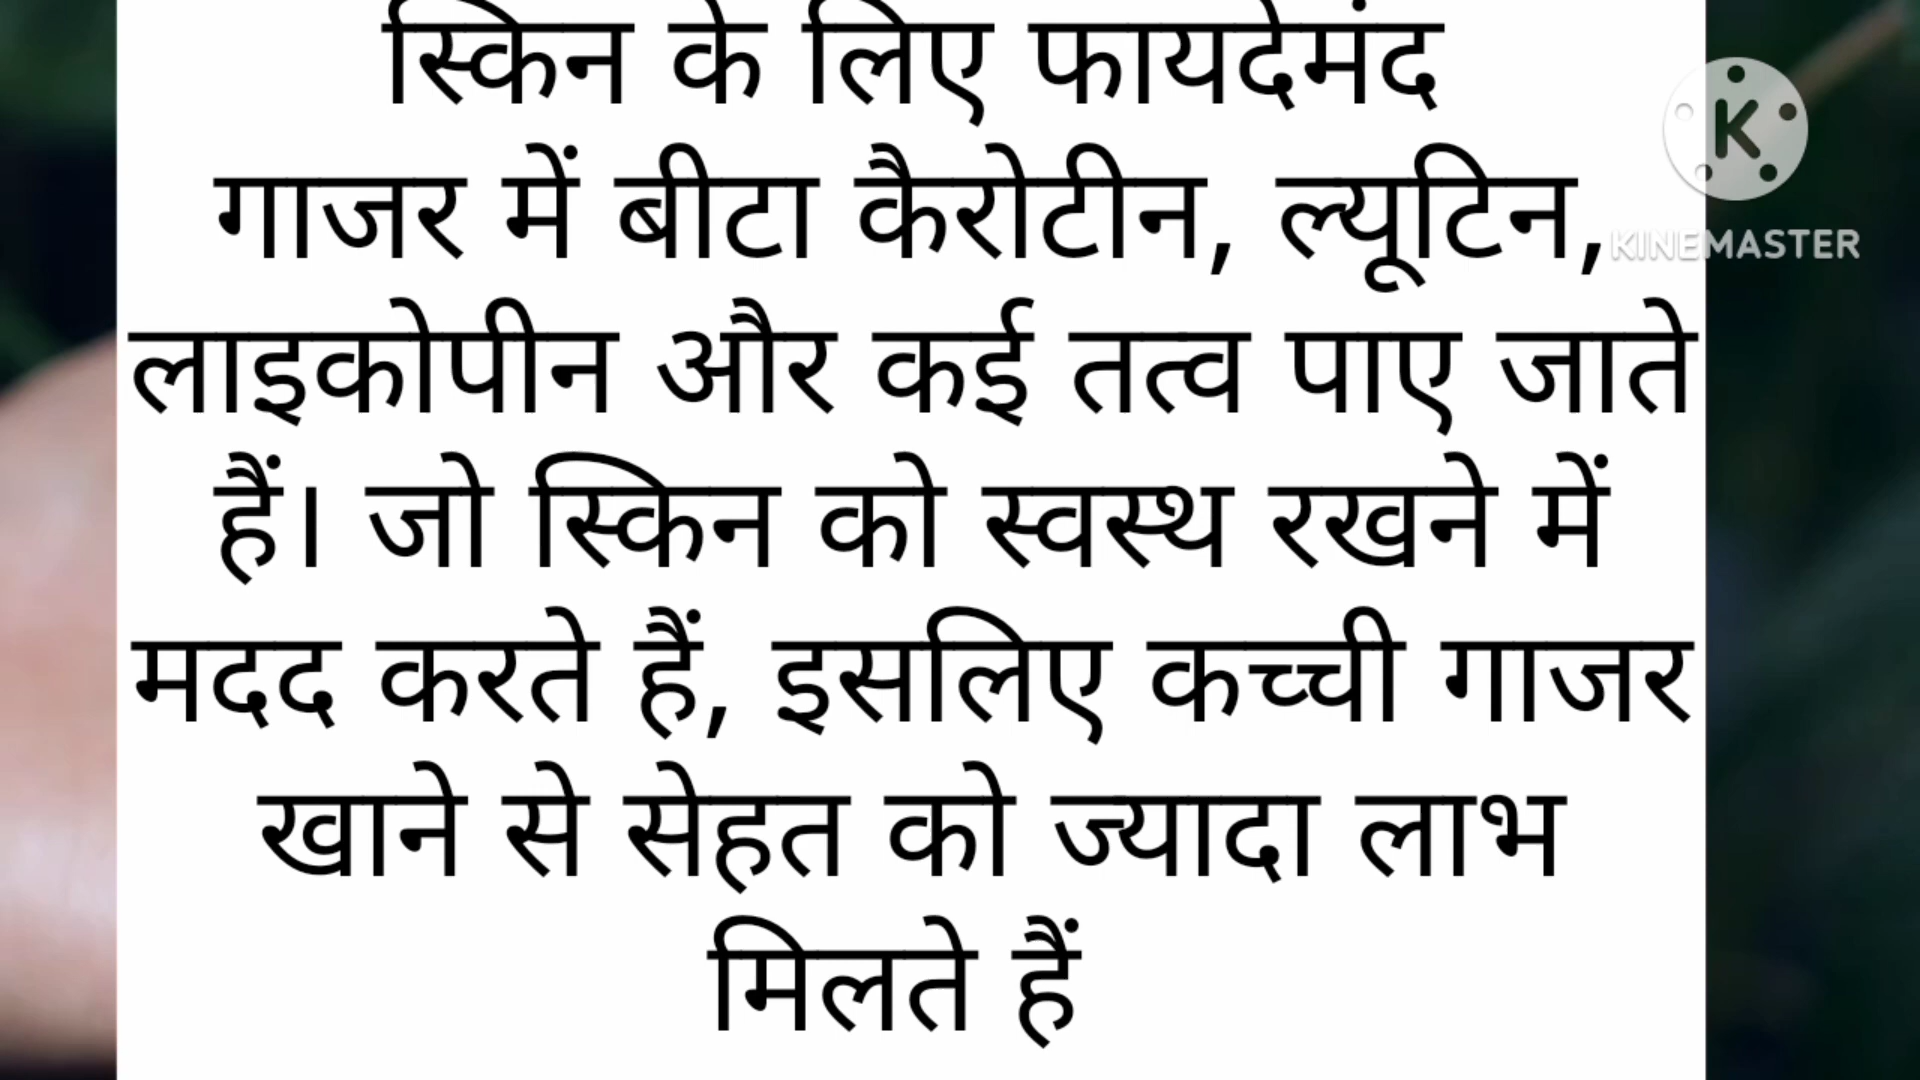 स्किन के लिए फायदेमंद
गाजर में बीटा कैरोटीन, ल्यूटिन,
लाइकोपीन और कई तत्व पाए जाते
हैं। जो स्किन को स्वस्थ रखने में
मदद करते हैं, इसलिए कच्ची गाजर
खाने से सेहत को ज्यादा लाभ
मिलते हैं
K
KINEMASTER